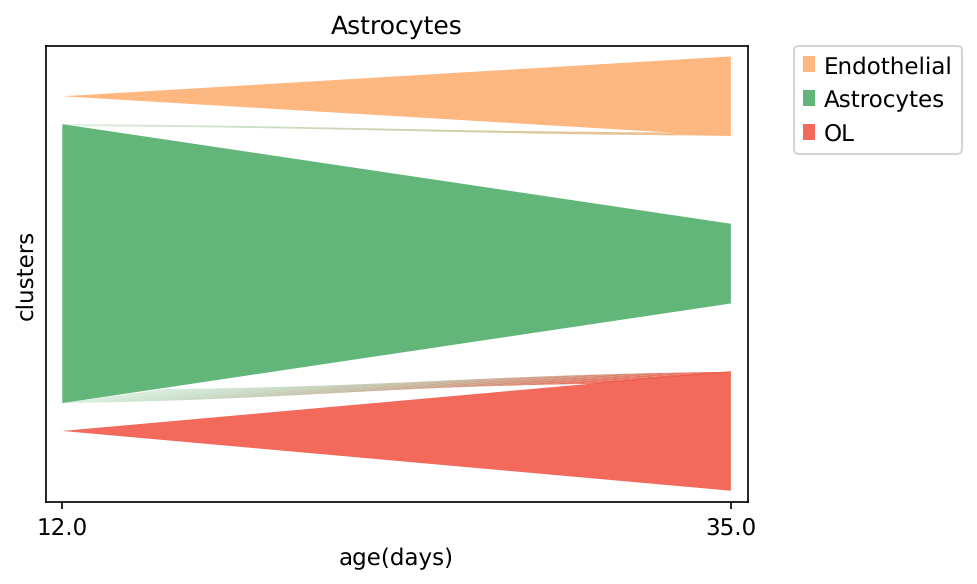 Astrocytes
Endothelial
Astrocytes
OL
clusters
12.0
35.0
age(days)